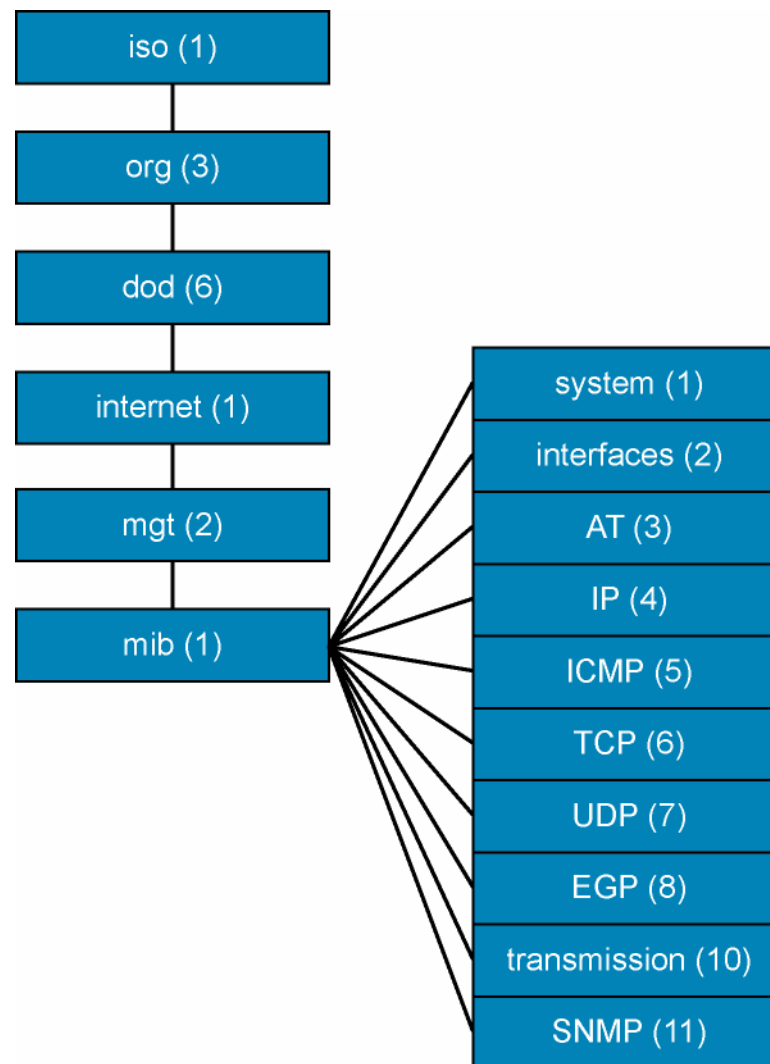 iso (1)
org (3)
dod (6)
internet (1)
mgt (2)
mib (1)
system (1)
interfaces (2)
AT (3)
IP (4)
ICMP (5)
TCP (6)
UDP (7)
EGP (8)
transmission (10)
SNMP (11)